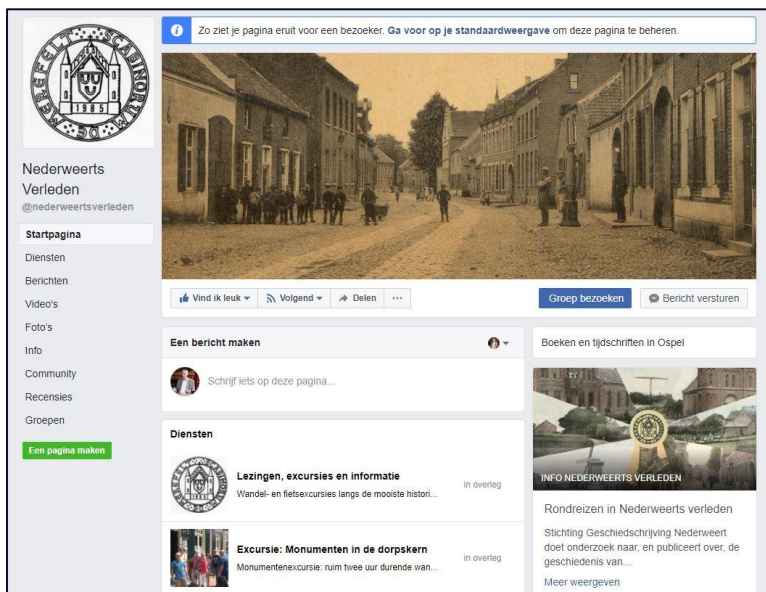 Zo ziet je pagina eruit voor een bezoeker. Ga voor op je standaardweergave om deze pagina te beheren.
SCABINORUM DE MEREFELT
1985
Nederweerts
Verleden
@nederweertsverleden
Startpagina
Diensten
Berichten
Video's
Foto's
Info
Community
Recensies
Groepen
Een pagina maken
Vind ik leuk
Volgend
Delen
Groep bezoeken
Bericht versturen
Een bericht maken
Schrijf iets op deze pagina...
Diensten
Lezingen, excursies en informatie
Wandel- en fietsexcursies langs de mooiste histori...
in overleg
Excursie: Monumenten in de dorpskern
Monumentenexcursie: ruim twee uur durende wan...
in overleg
Boeken en tijdschriften in Ospel
INFO NEDERWEERTS VERLEDEN
Rondreizen in Nederweerts verleden
Stichting Geschiedschrijving Nederweert
doet onderzoek naar, en publiceert over, de
geschiedenis van...
Meer weergeven